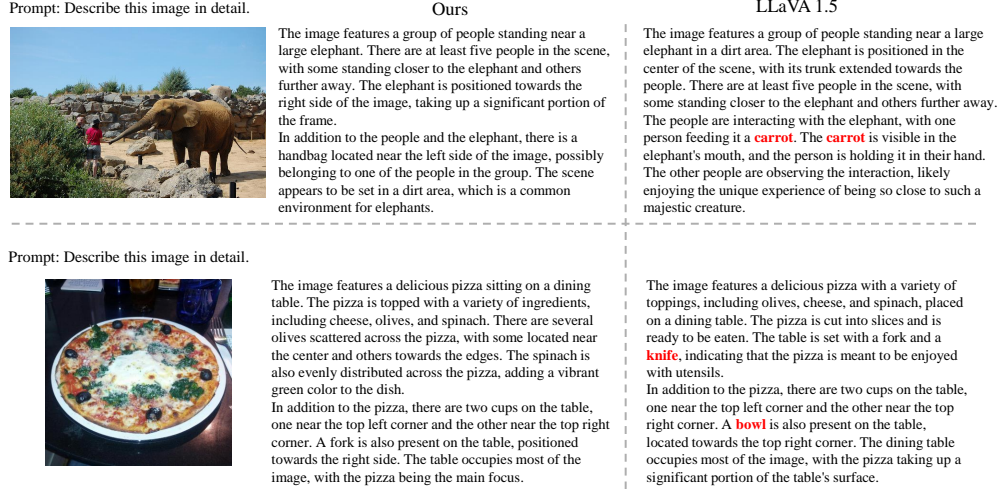 Prompt: Describe this image in detail.
Ours
LLaVA 1.5
The image features a group of people standing near a
large elephant. There are at least five people in the scene,
with some standing closer to the elephant and others
further away. The elephant is positioned towards the
right side of the image, taking up a significant portion of
the frame.
In addition to the people and the elephant, there is a
handbag located near the left side of the image, possibly
belonging to one of the people in the group. The scene
appears to be set in a dirt area, which is a common
environment for elephants.
The image features a group of people standing near a large
elephant in a dirt area. The elephant is positioned in the
center of the scene, with its trunk extended towards the
people. There are at least five people in the scene, with
some standing closer to the elephant and others further away.
The people are interacting with the elephant, with one
person feeding it a carrot. The carrot is visible in the
elephant's mouth, and the person is holding it in their hand.
The other people are observing the interaction, likely
enjoying the unique experience of being so close to such a
majestic creature.
Prompt: Describe this image in detail.
The image features a delicious pizza sitting on a dining
table. The pizza is topped with a variety of ingredients,
including cheese, olives, and spinach. There are several
olives scattered across the pizza, with some located near
the center and others towards the edges. The spinach is
also evenly distributed across the pizza, adding a vibrant
green color to the dish.
In addition to the pizza, there are two cups on the table,
one near the top left corner and the other near the top right
corner. A fork is also present on the table, positioned
towards the right side. The table occupies most of the
image, with the pizza being the main focus.
The image features a delicious pizza with a variety of
toppings, including olives, cheese, and spinach, placed
on a dining table. The pizza is cut into slices and is
ready to be eaten. The table is set with a fork and a
knife, indicating that the pizza is meant to be enjoyed
with utensils.
In addition to the pizza, there are two cups on the table,
one near the top left corner and the other near the top
right corner. A bowl is also present on the table,
located towards the top right corner. The dining table
occupies most of the image, with the pizza taking up a
significant portion of the table's surface.